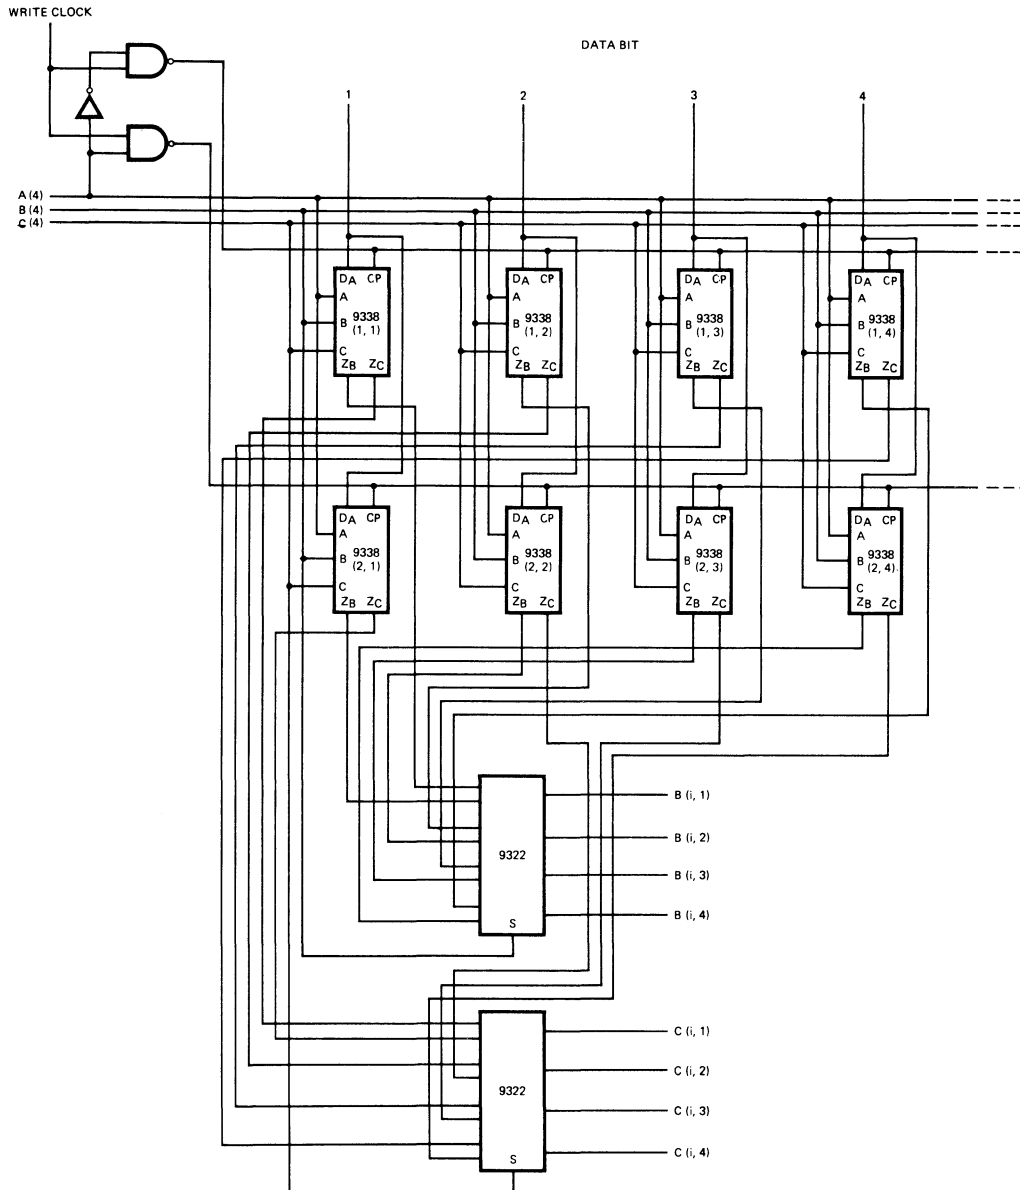 WRITE CLOCK
DATA BIT
1 2 3 4
A (4)
B (4)
C (4)
DA CP
A
B
C
9338
(1, 1)
ZB ZC
DA CP
A
B
C
9338
(1, 2)
ZB ZC
DA CP
A
B
C
9338
(1, 3)
ZB ZC
DA CP
A
B
C
9338
(1, 4)
ZB ZC
DA CP
A
B
C
9338
(2, 1)
ZB ZC
DA CP
A
B
C
9338
(2, 2)
ZB ZC
DA CP
A
B
C
9338
(2, 3)
ZB ZC
DA CP
A
B
C
9338
(2, 4)
ZB ZC
9322
S
B (i, 1)
B (i, 2)
B (i, 3)
B (i, 4)
9322
S
C (i, 1)
C (i, 2)
C (i, 3)
C (i, 4)